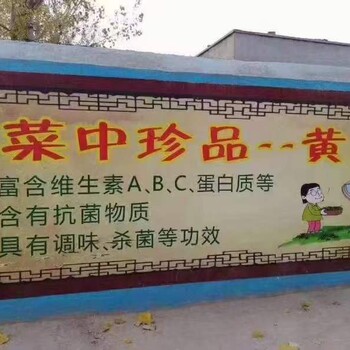 菜中珍品--黄
富含维生素A、B、C、蛋白质等
含有抗菌物质
具有调味、杀菌等功效